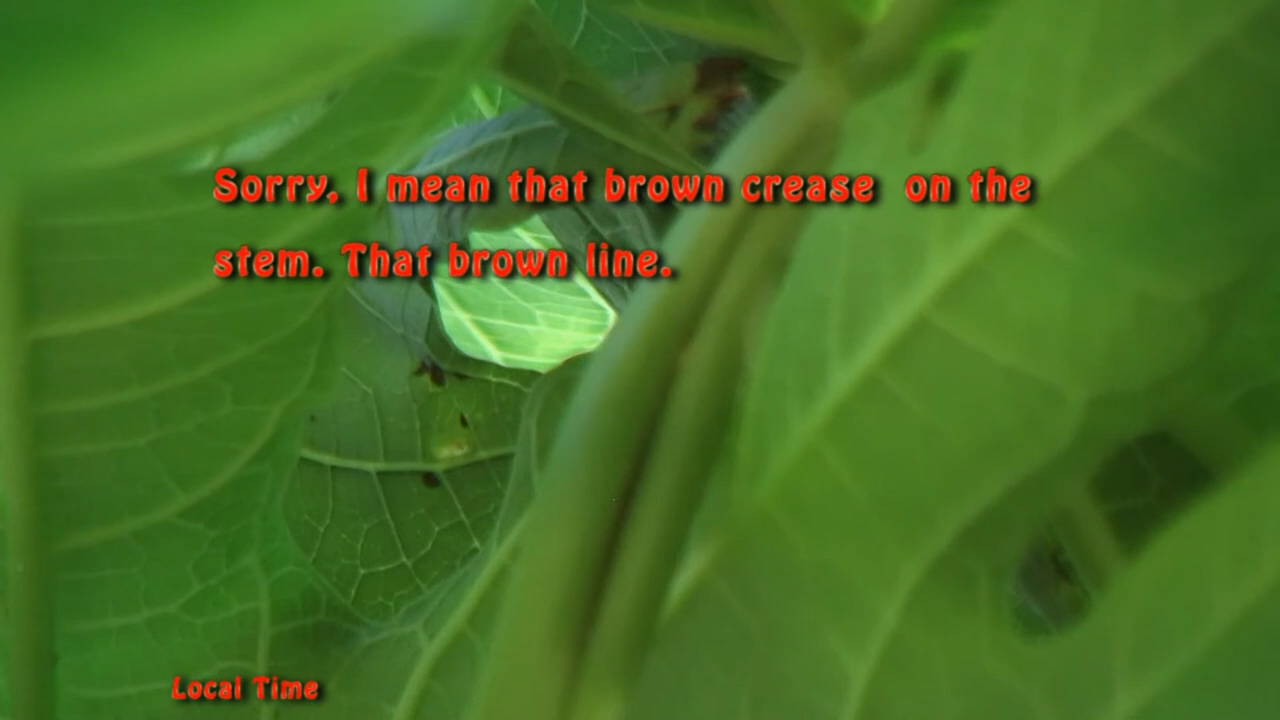 Sorry, I mean that brown crease  on the
stem. That brown line.
Local Time